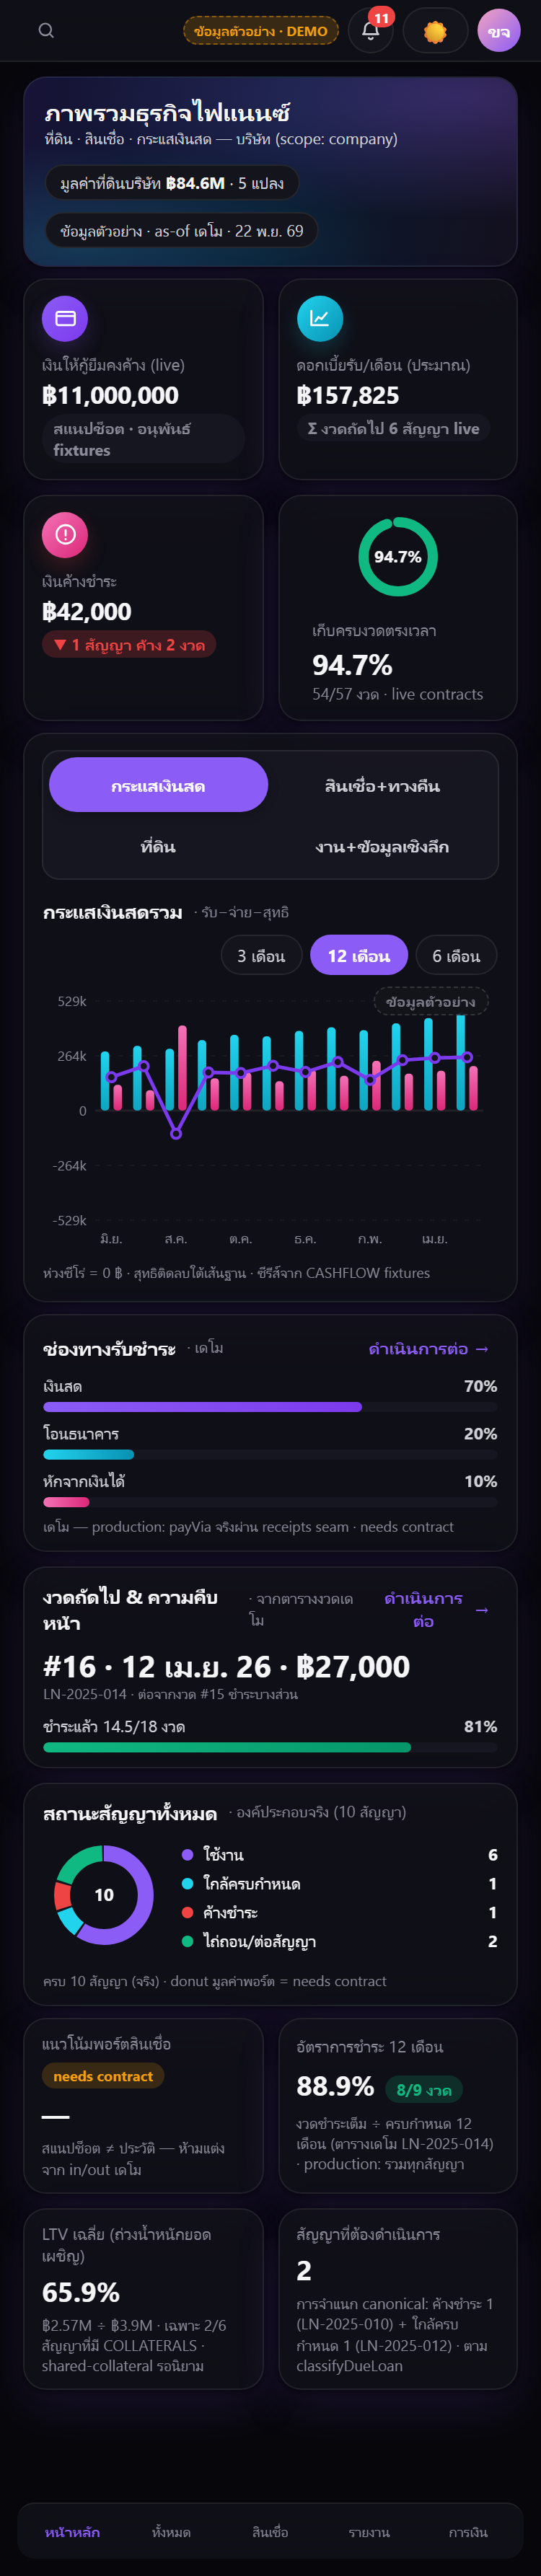 ข้อมูลตัวอย่าง · DEMO
11
ขจ
ภาพรวมธุรกิจไฟแนนซ์
ที่ดิน · สินเชื่อ · กระแสเงินสด — บริษัท (scope: company)
มูลค่าที่ดินบริษัท ฿84.6M · 5 แปลง
ข้อมูลตัวอย่าง · as-of เดโม · 22 พ.ย. 69
เงินให้กู้ยืมคงค้าง (live)
฿11,000,000
สแนปช็อต · อนุพันธ์
fixtures
ดอกเบี้ยรับ/เดือน (ประมาณ)
฿157,825
Σ งวดถัดไป 6 สัญญา live
เงินค้างชำระ
฿42,000
▼ 1 สัญญา ค้าง 2 งวด
94.7%
เก็บครบงวดตรงเวลา
94.7%
54/57 งวด · live contracts
กระแสเงินสด
สินเชื่อ+ทวงคืน
ที่ดิน
งาน+ข้อมูลเชิงลึก
กระแสเงินสดรวม · รับ–จ่าย–สุทธิ
3 เดือน
12 เดือน
6 เดือน
ข้อมูลตัวอย่าง
529k
264k
0
-264k
-529k
มิ.ย. ส.ค. ต.ค. ธ.ค. ก.พ. เม.ย.
ห่วงซีโร่ = 0 ฿ · สุทธิติดลบใต้เส้นฐาน · ซีรีส์จาก CASHFLOW fixtures
ช่องทางรับชำระ · เดโม ดำเนินการต่อ →
เงินสด 70%
โอนธนาคาร 20%
หักจากเงินได้ 10%
เดโม — production: payVia จริงผ่าน receipts seam · needs contract
งวดถัดไป & ความคืบ
หน้า
· จากตารางงวดเด
โม
ดำเนินการ
ต่อ →
#16 · 12 เม.ย. 26 · ฿27,000
LN-2025-014 · ต่อจากงวด #15 ชำระบางส่วน
ชำระแล้ว 14.5/18 งวด 81%
สถานะสัญญาทั้งหมด · องค์ประกอบจริง (10 สัญญา)
10
ใช้งาน 6
ใกล้ครบกำหนด 1
ค้างชำระ 1
ไถ่ถอน/ต่อสัญญา 2
ครบ 10 สัญญา (จริง) · donut มูลค่าพอร์ต = needs contract
แนวโน้มพอร์ตสินเชื่อ
needs contract
—
สแนปช็อต ≠ ประวัติ — ห้ามแต่ง
จาก in/out เดโม
อัตราการชำระ 12 เดือน
88.9% 8/9 งวด
งวดชำระเต็ม ÷ ครบกำหนด 12
เดือน (ตารางเดโม LN-2025-014)
· production: รวมทุกสัญญา
LTV เฉลี่ย (ถ่วงน้ำหนักยอด
เผชิญ)
65.9%
฿2.57M ÷ ฿3.9M · เฉพาะ 2/6
สัญญาที่มี COLLATERALS ·
shared-collateral รอนิยาม
สัญญาที่ต้องดำเนินการ
2
การจำแนก canonical: ค้างชำระ 1
(LN-2025-010) + ใกล้ครบ
กำหนด 1 (LN-2025-012) · ตาม
classifyDueLoan
หน้าหลัก
ทั้งหมด
สินเชื่อ
รายงาน
การเงิน